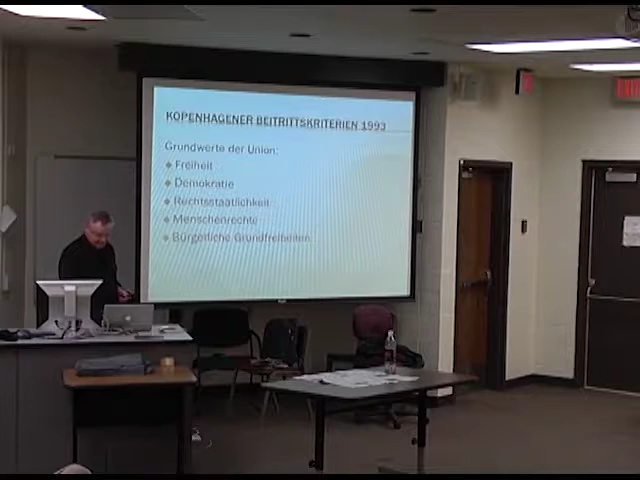 KOPENHAGENER BEITRITTSKRITERIEN 1993
Grundwerte der Union:
Freiheit
Demokratie
Rechtsstaatlichkeit
Menschenrechte
Bürgerliche Grundfreiheiten